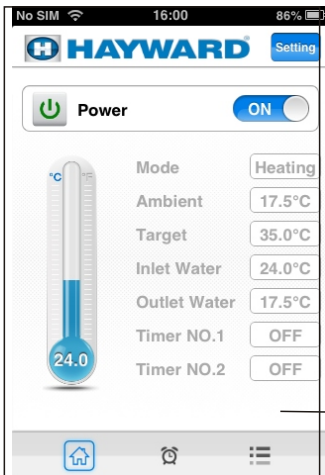 No SIM 16:00 86%
HAYWARD Setting
Power ON
°C °F
Mode Heating
Ambient 17.5°C
Target 35.0°C
Inlet Water 24.0°C
Outlet Water 17.5°C
Timer NO.1 OFF
24.0
Timer NO.2 OFF